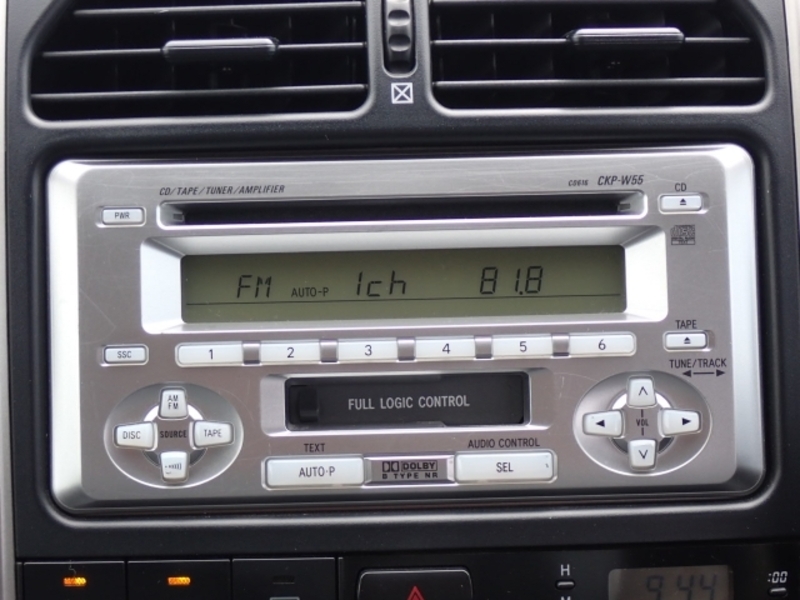 CD/TAPE/TUNER/AMPLIFIER
CD616 CKP-W55
CD
PWR
FM AUTO-P 1ch 81.8
TAPE
SSC
1 2 3 4 5 6
TUNE/TRACK
AM
FM
FULL LOGIC CONTROL
DISC SOURCE TAPE
VOL
TEXT
AUDIO CONTROL
AUTO-P
DOLBY
B TYPE NR
SEL
H
:00
9:44
M